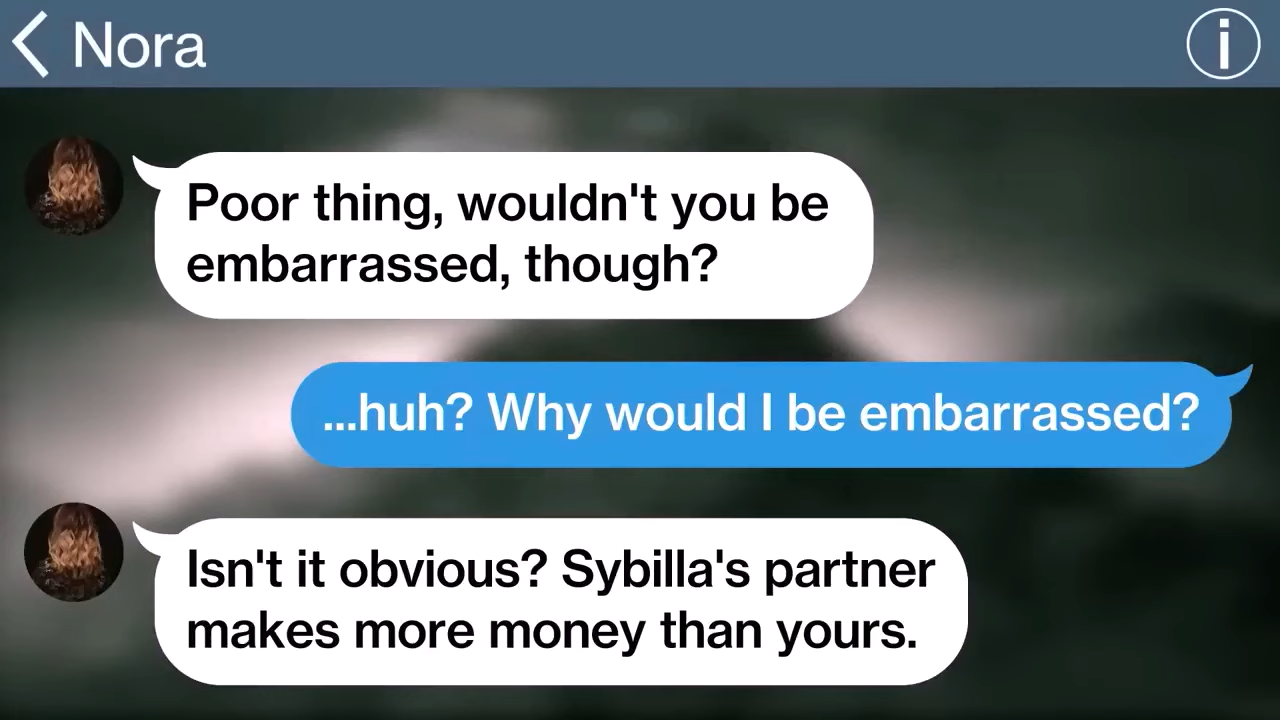 Nora
Poor thing, wouldn't you be
embarrassed, though?
...huh? Why would I be embarrassed?
Isn't it obvious? Sybilla's partner
makes more money than yours.